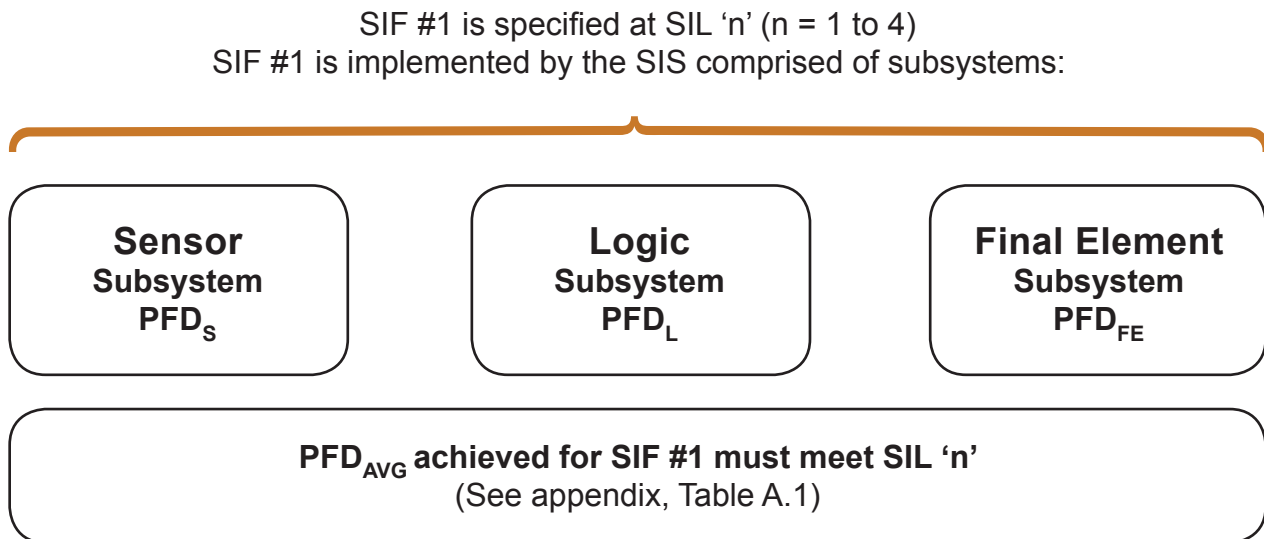 SIF #1 is specified at SIL ‘n’ (n = 1 to 4)
SIF #1 is implemented by the SIS comprised of subsystems:
Sensor
Subsystem
PFDS
Logic
Subsystem
PFDL
Final Element
Subsystem
PFDFE
PFDAVG achieved for SIF #1 must meet SIL ‘n’
(See appendix, Table A.1)